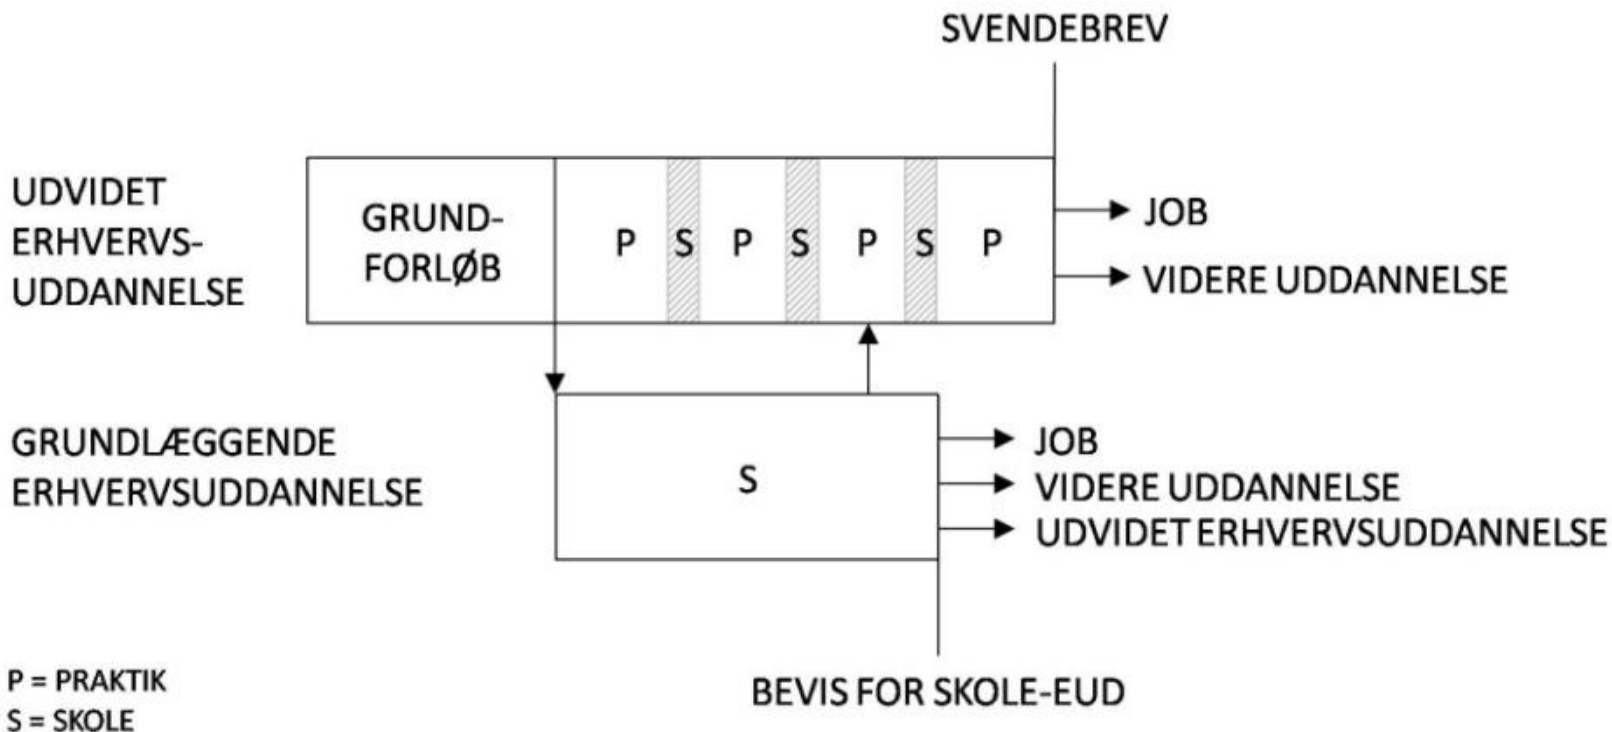 SVENDEBREV
UDVIDET
ERHVERVS-
UDDANNELSE
GRUND-
FORLØB
P S P S P S P
JOB
VIDERE UDDANNELSE
GRUNDLÆGGENDE
ERHVERVSUDDANNELSE
S
JOB
VIDERE UDDANNELSE
UDVIDET ERHVERVSUDDANNELSE
P = PRAKTIK
S = SKOLE
BEVIS FOR SKOLE-EUD